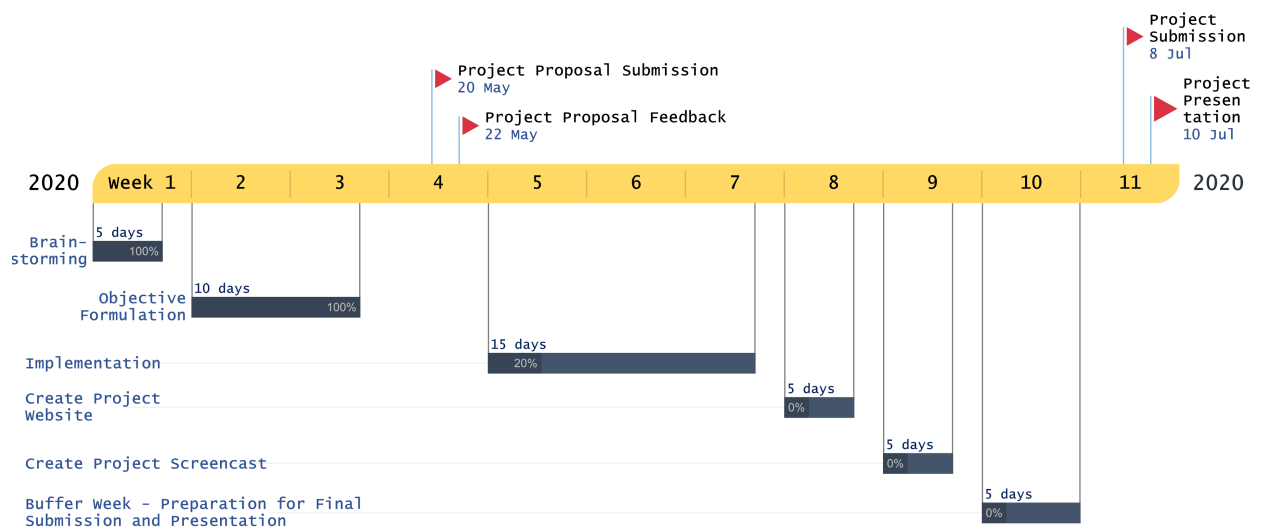 Project
Submission
8 Jul
Project Proposal Submission
20 May
Project
Presen
tation
10 Jul
Project Proposal Feedback
22 May
2020 Week 1 2 3 4 5 6 7 8 9 10 11 2020
5 days
Brain-
storming
100%
10 days
Objective
Formulation
100%
15 days
Implementation
20%
5 days
Create Project
Website
0%
5 days
Create Project Screencast
0%
5 days
Buffer Week - Preparation for Final
Submission and Presentation
0%